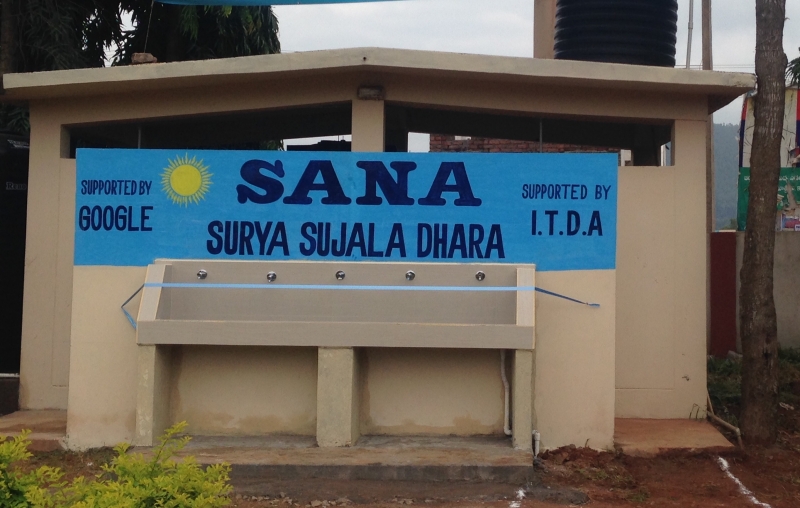 SUPPORTED BY
GOOGLE
SANA
SURYA SUJALA DHARA
SUPPORTED BY
I.T.D.A